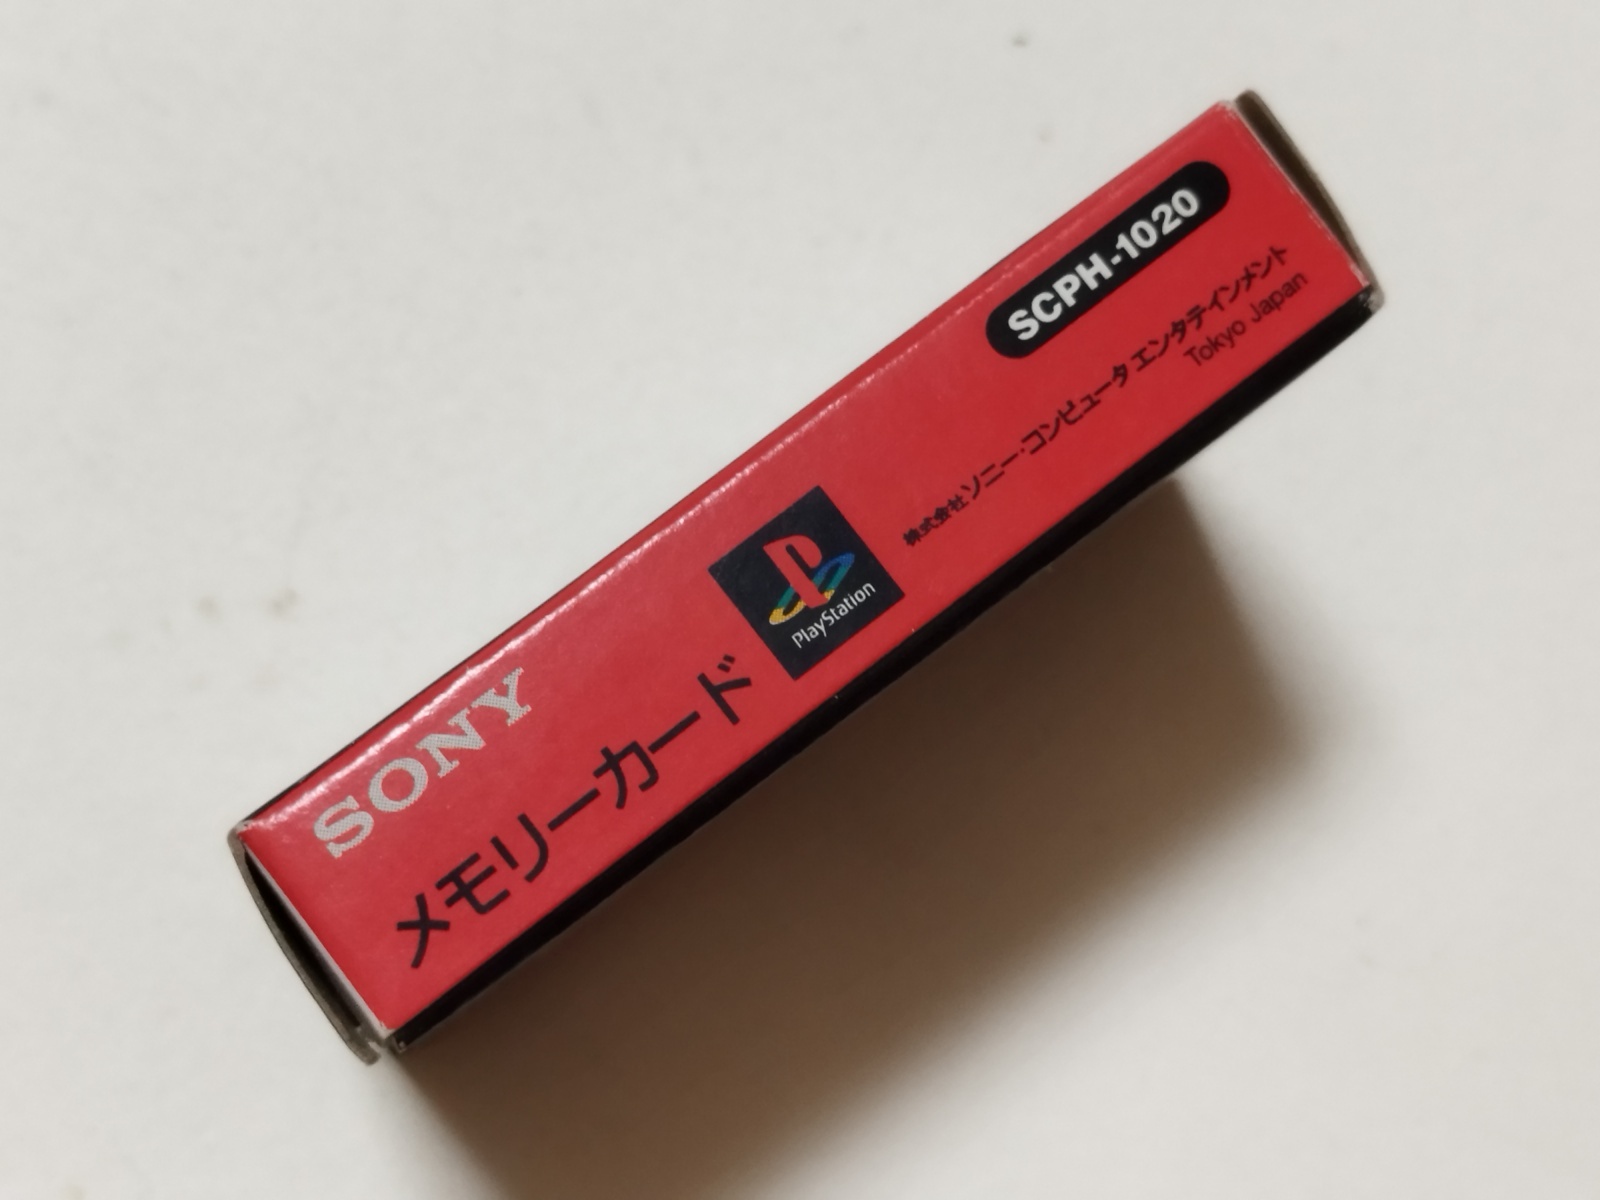 SONY
メモリーカード
PlayStation
SCPH-1020
株式会社 ソニー・コンピュータ エンタテインメント
Tokyo Japan